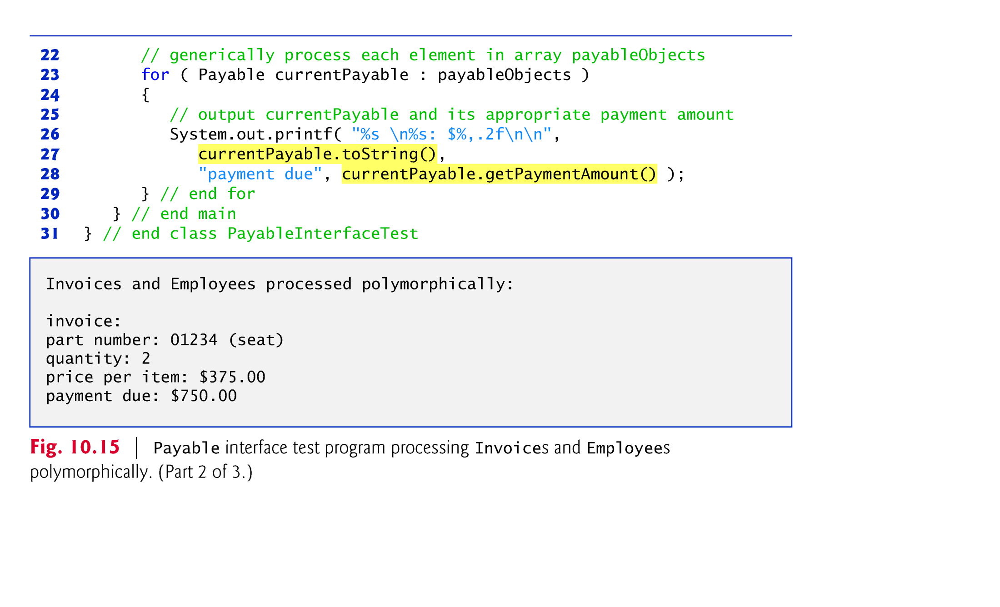 22 // generically process each element in array payableObjects
23 for ( Payable currentPayable : payableObjects )
24 {
25 // output currentPayable and its appropriate payment amount
26 System.out.printf( "%s \n%s: $%,.2f\n\n",
27 currentPayable.toString(),
28 "payment due", currentPayable.getPaymentAmount() );
29 } // end for
30 } // end main
31 } // end class PayableInterfaceTest
Invoices and Employees processed polymorphically:
invoice:
part number: 01234 (seat)
quantity: 2
price per item: $375.00
payment due: $750.00
Fig. 10.15 | Payable interface test program processing Invoices and Employees
polymorphically. (Part 2 of 3.)